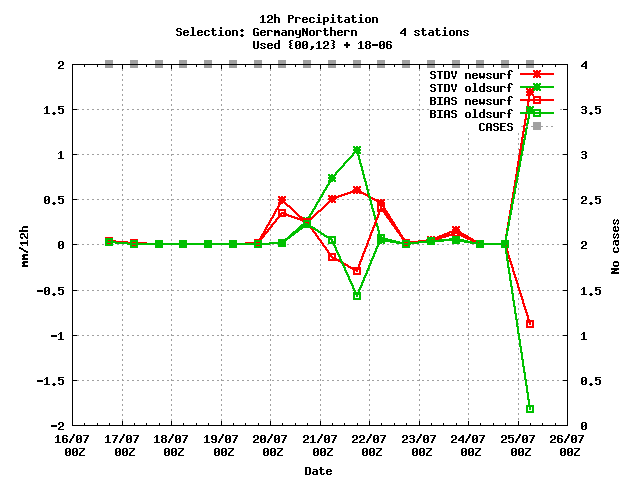 12h Precipitation
Selection: GermanyNorthern 4 stations
Used {00,12} + 18-06
STDV newsurf
STDV oldsurf
BIAS newsurf
BIAS oldsurf
CASES
2
1.5
1
0.5
0
-0.5
-1
-1.5
-2
mm/12h
4
3.5
3
2.5
2
1.5
1
0.5
0
No cases
16/07 17/07 18/07 19/07 20/07 21/07 22/07 23/07 24/07 25/07 26/07
00Z 00Z 00Z 00Z 00Z 00Z 00Z 00Z 00Z 00Z 00Z
Date